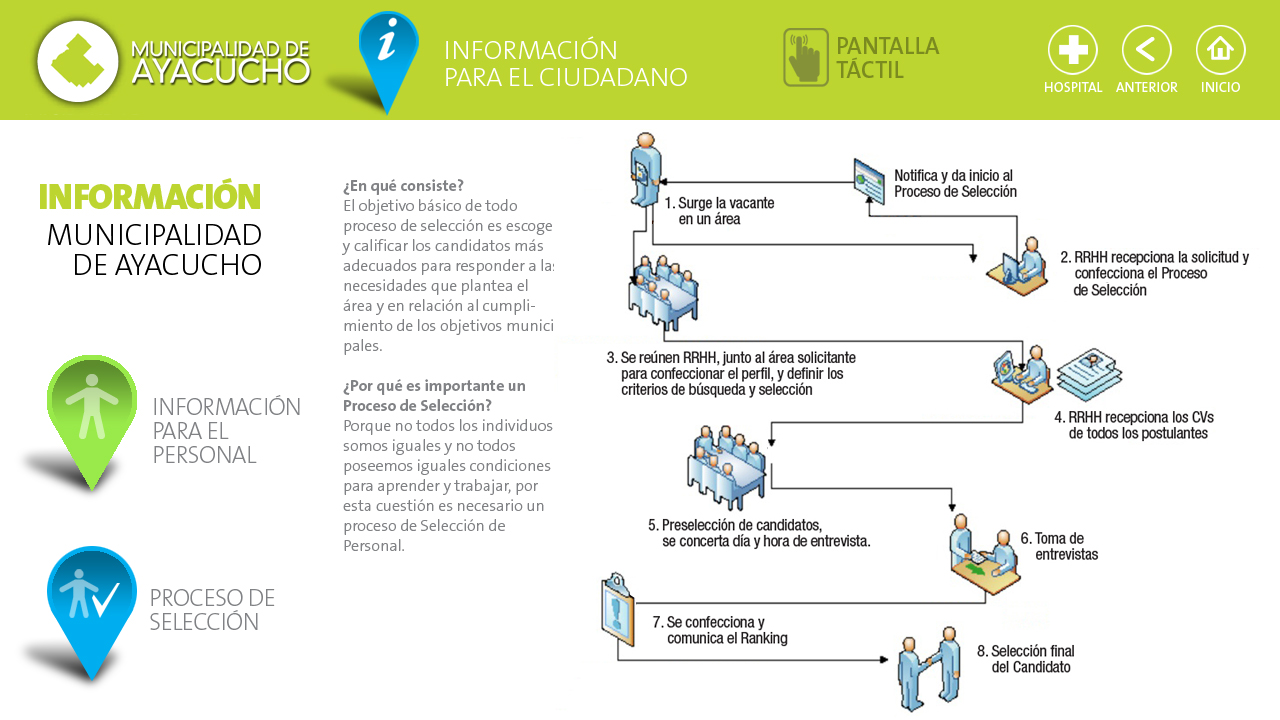 MUNICIPALIDAD DE
AYACUCHO
INFORMACIÓN
PARA EL CIUDADANO
PANTALLA
TÁCTIL
HOSPITAL
ANTERIOR
INICIO
INFORMACIÓN
MUNICIPALIDAD
DE AYACUCHO
INFORMACIÓN
PARA EL
PERSONAL
PROCESO DE
SELECCIÓN
¿En qué consiste?
El objetivo básico de todo
proceso de selección es escoge
y calificar los candidatos más
adecuados para responder a las
necesidades que plantea el
área y en relación al cumpli-
miento de los objetivos munici
pales.
¿Por qué es importante un
Proceso de Selección?
Porque no todos los individuos
somos iguales y no todos
poseemos iguales condiciones
para aprender y trabajar, por
esta cuestión es necesario un
proceso de Selección de
Personal.
Notifica y da inicio al
Proceso de Selección
1. Surge la vacante
en un área
2. RRHH recepciona la solicitud y
confecciona el Proceso
de Selección
3. Se reúnen RRHH, junto al área solicitante
para confeccionar el perfil, y definir los
criterios de búsqueda y selección
4. RRHH recepciona los CVs
de todos los postulantes
5. Preselección de candidatos,
se concerta día y hora de entrevista.
6. Toma de
entrevistas
7. Se confecciona y
comunica el Ranking
8. Selección final
del Candidato